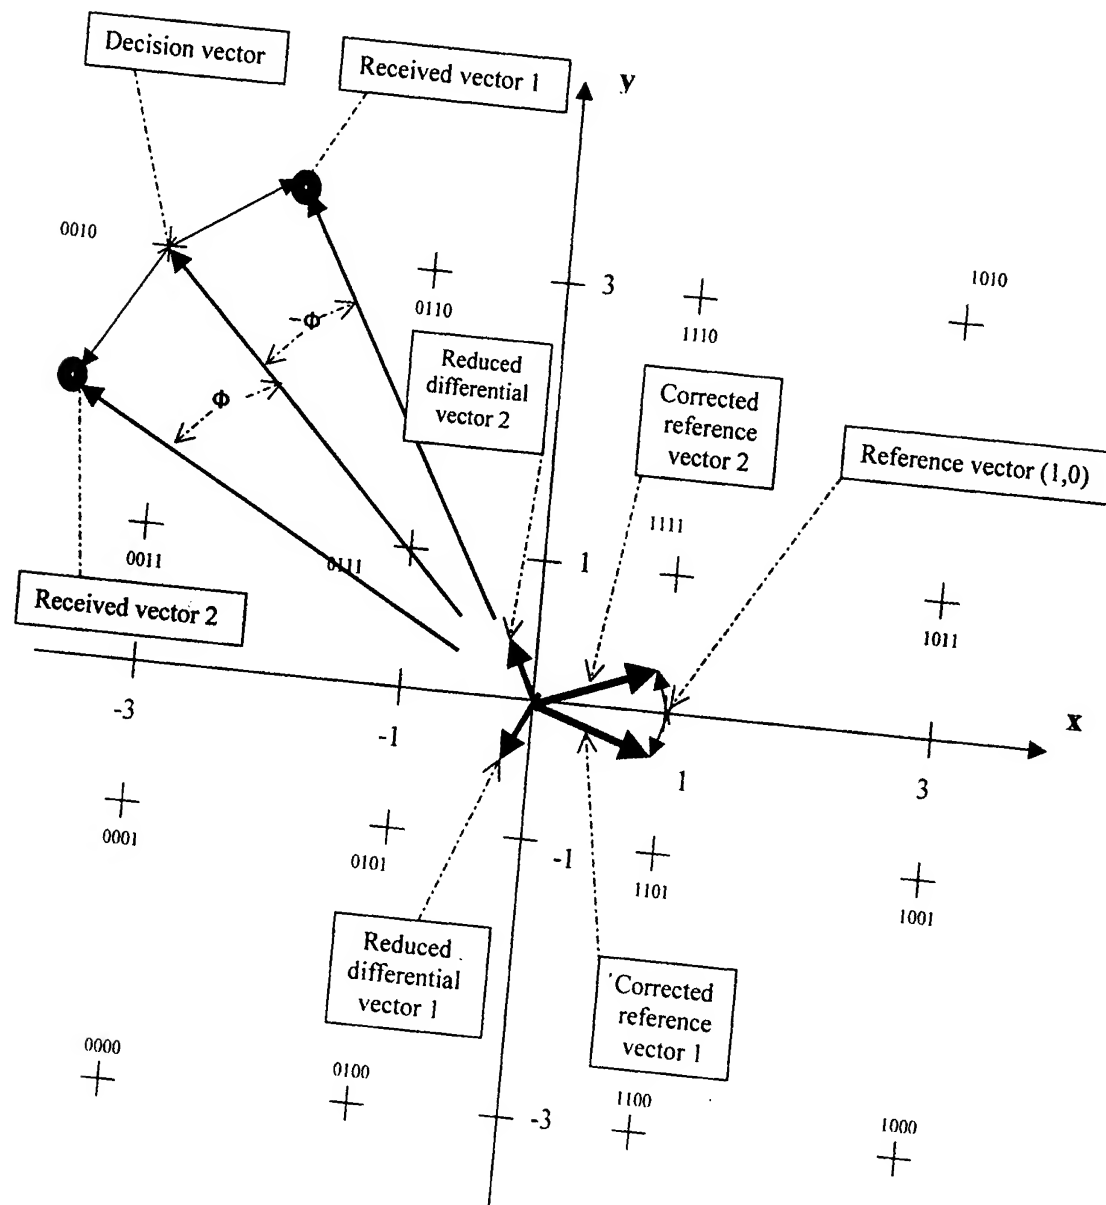 Decision vector
Received vector 1
y
0010
0110
3
1110
1010
-Φ
Φ
Reduced
differential
vector 2
Corrected
reference
vector 2
Reference vector (1,0)
0011
0111
1
1111
1011
Received vector 2
-3
-1
x
1
3
0001
0101
-1
1101
1001
Reduced
differential
vector 1
Corrected
reference
vector 1
0000
0100
-3
1100
1000